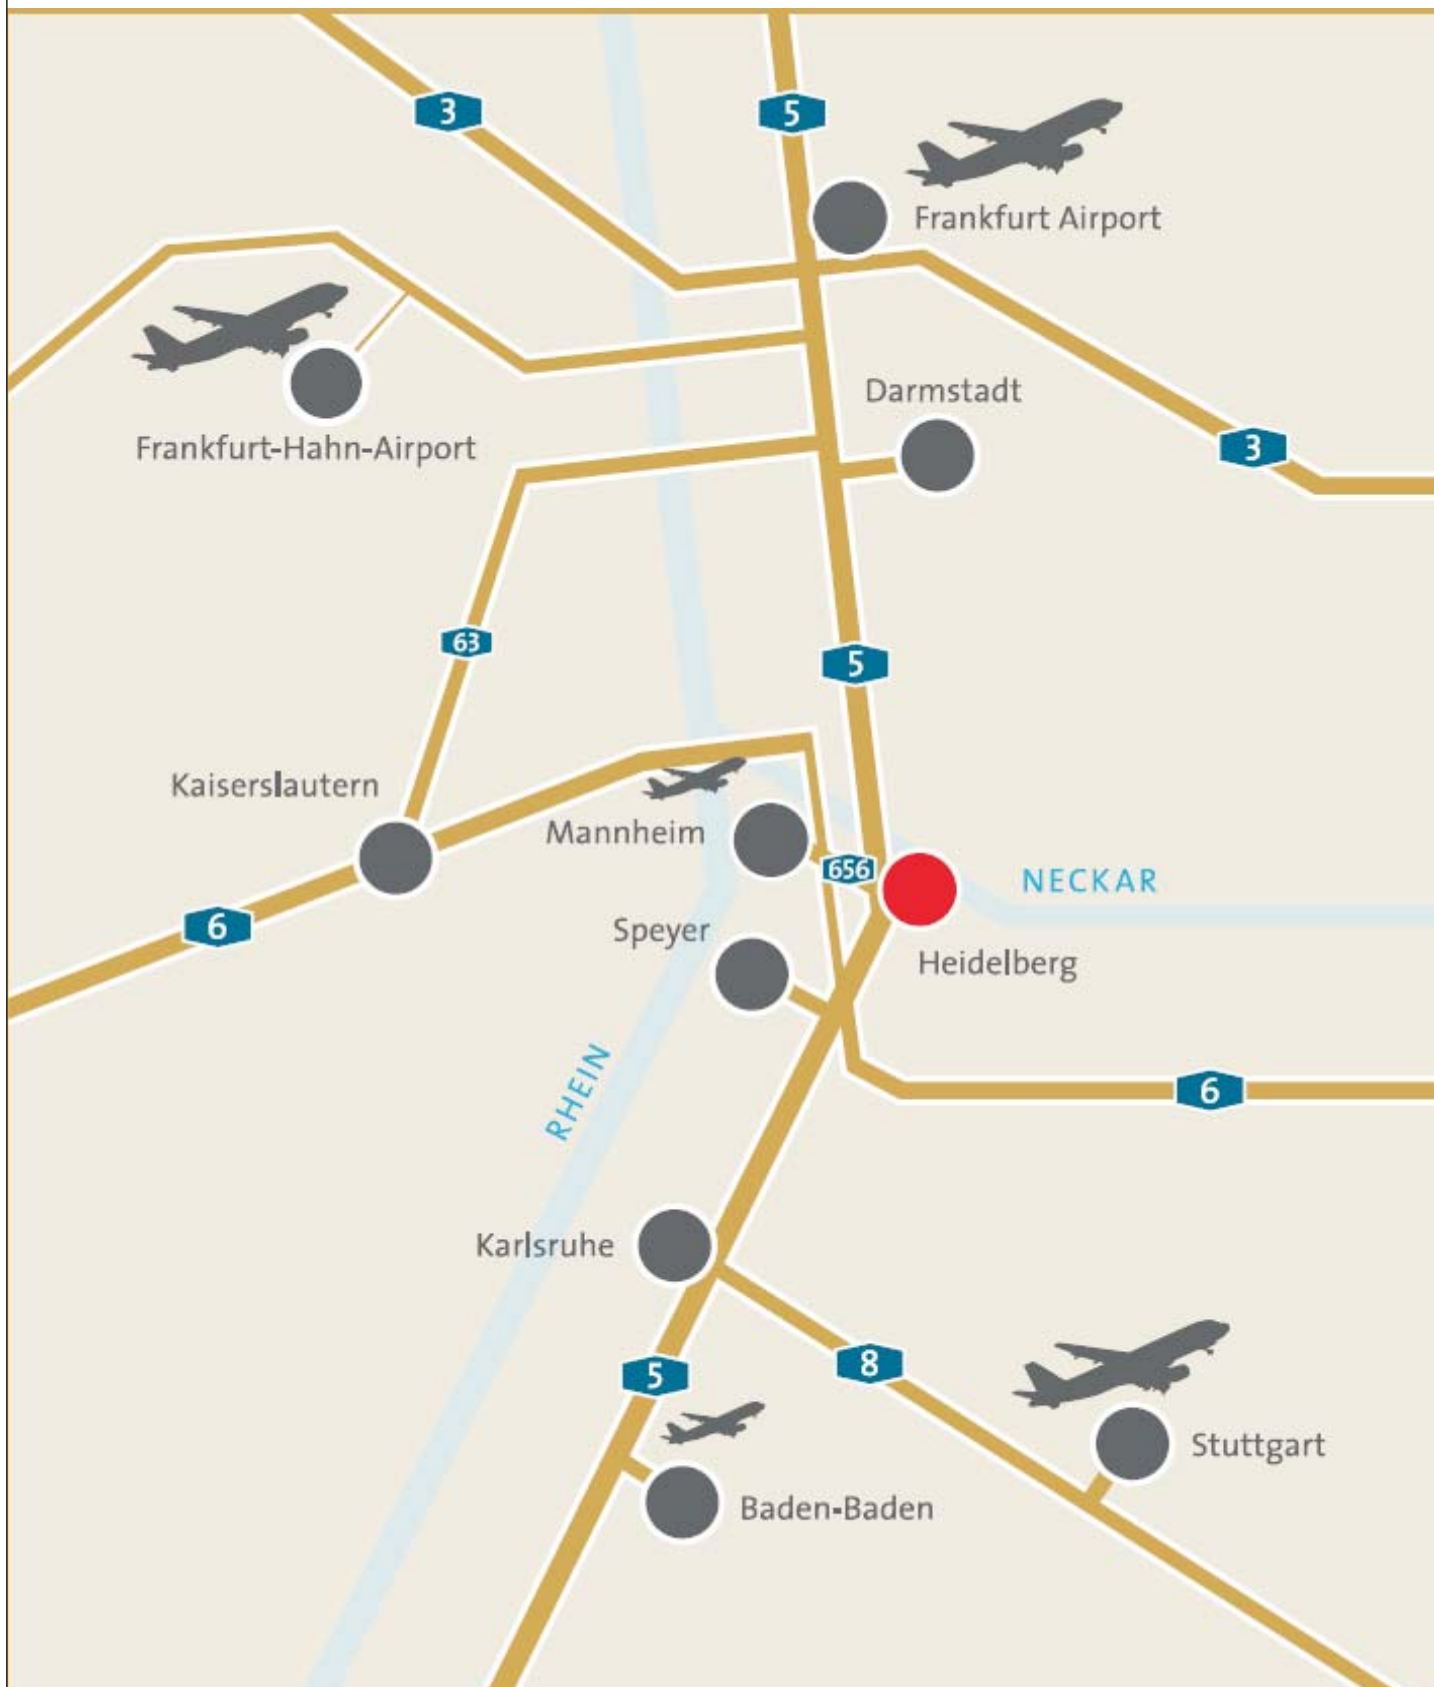 3
5
Frankfurt Airport
Frankfurt-Hahn-Airport
Darmstadt
3
63
5
Kaiserslautern
Mannheim
656
NECKAR
6
Speyer
Heidelberg
RHEIN
6
Karlsruhe
5
8
Stuttgart
Baden-Baden